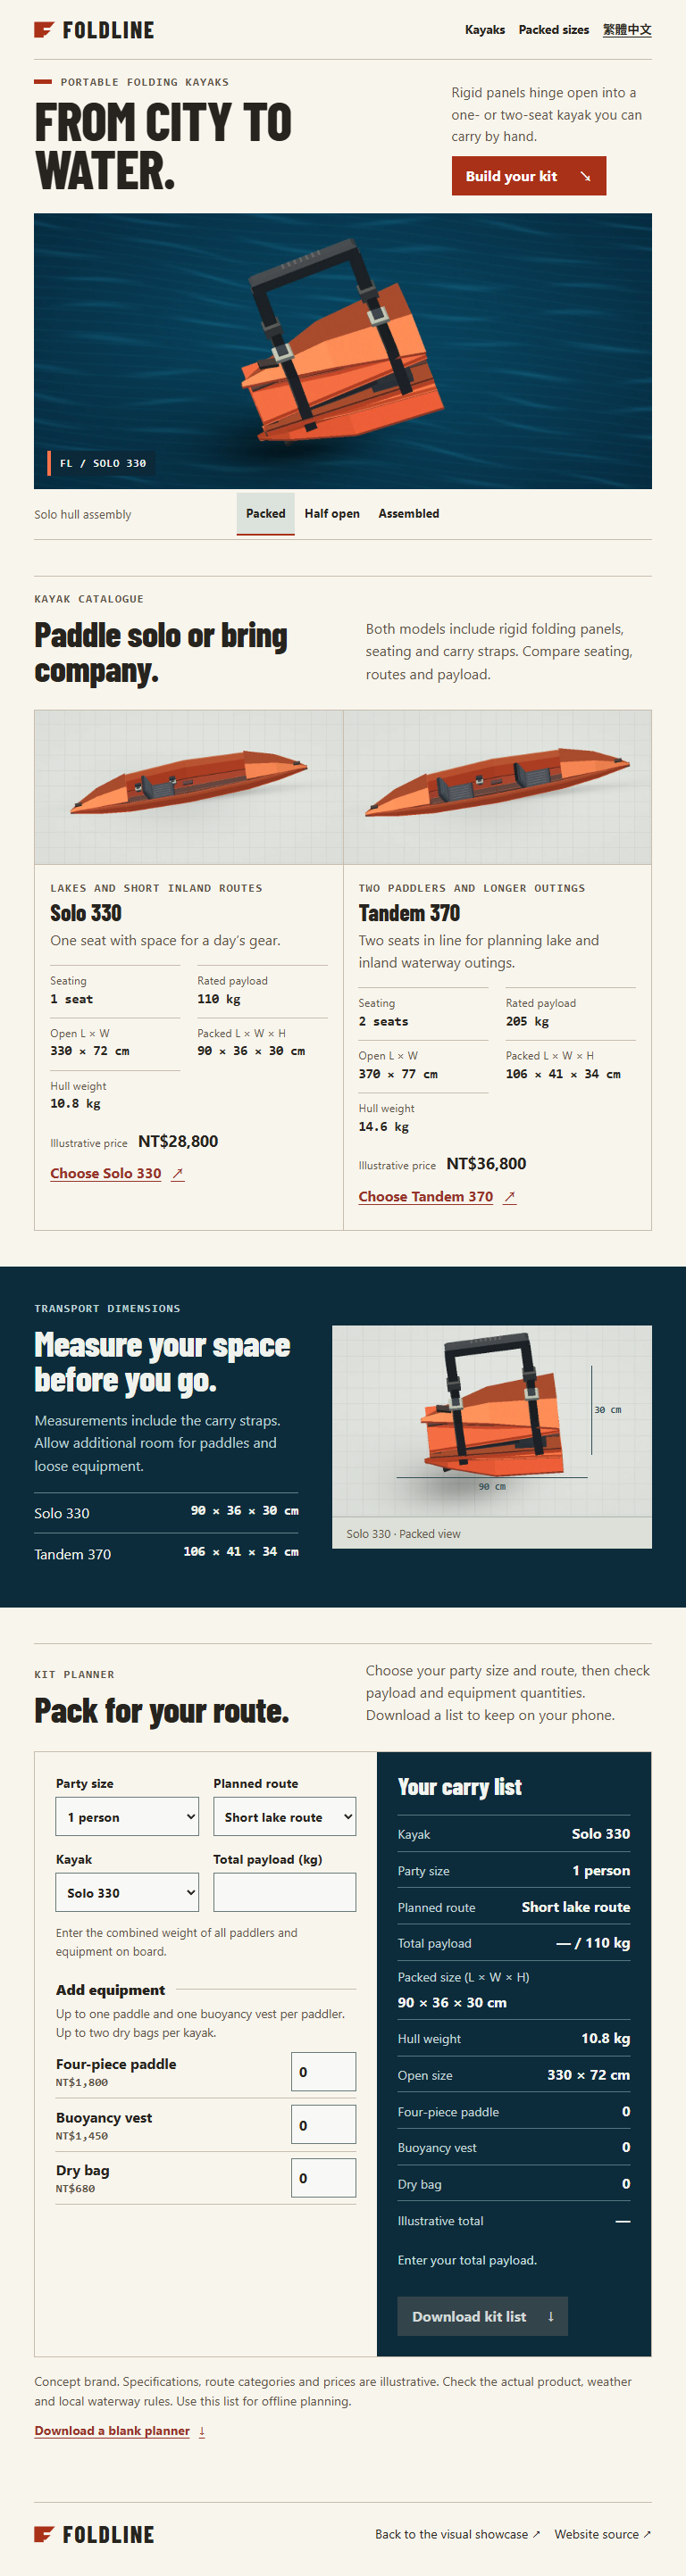 FOLDLINE
Kayaks Packed sizes 繁體中文
PORTABLE FOLDING KAYAKS
FROM CITY TO
WATER.
Rigid panels hinge open into a
one- or two-seat kayak you can
carry by hand.
Build your kit ↘
FL / SOLO 330
Solo hull assembly
Packed Half open Assembled
KAYAK CATALOGUE
Paddle solo or bring
company.
Both models include rigid folding panels,
seating and carry straps. Compare seating,
routes and payload.
LAKES AND SHORT INLAND ROUTES
Solo 330
One seat with space for a day's gear.
Seating Rated payload
1 seat 110 kg
Open L × W Packed L × W × H
330 × 72 cm 90 × 36 × 30 cm
Hull weight
10.8 kg
Illustrative price NT$28,800
Choose Solo 330 ↗
TWO PADDLERS AND LONGER OUTINGS
Tandem 370
Two seats in line for planning lake and
inland waterway outings.
Seating Rated payload
2 seats 205 kg
Open L × W Packed L × W × H
370 × 77 cm 106 × 41 × 34 cm
Hull weight
14.6 kg
Illustrative price NT$36,800
Choose Tandem 370 ↗
TRANSPORT DIMENSIONS
Measure your space
before you go.
Measurements include the carry straps.
Allow additional room for paddles and
loose equipment.
Solo 330 90 × 36 × 30 cm
Tandem 370 106 × 41 × 34 cm
30 cm
90 cm
Solo 330 · Packed view
KIT PLANNER
Pack for your route.
Choose your party size and route, then check
payload and equipment quantities.
Download a list to keep on your phone.
Party size Planned route
1 person Short lake route
Kayak Total payload (kg)
Solo 330
Enter the combined weight of all paddlers and
equipment on board.
Add equipment
Up to one paddle and one buoyancy vest per paddler.
Up to two dry bags per kayak.
Four-piece paddle
NT$1,800
0
Buoyancy vest
NT$1,450
0
Dry bag
NT$680
0
Your carry list
Kayak Solo 330
Party size 1 person
Planned route Short lake route
Total payload — / 110 kg
Packed size (L × W × H)
90 × 36 × 30 cm
Hull weight 10.8 kg
Open size 330 × 72 cm
Four-piece paddle 0
Buoyancy vest 0
Dry bag 0
Illustrative total —
Enter your total payload.
Download kit list ↓
Concept brand. Specifications, route categories and prices are illustrative. Check the actual product, weather
and local waterway rules. Use this list for offline planning.
Download a blank planner ↓
FOLDLINE
Back to the visual showcase ↗ Website source ↗